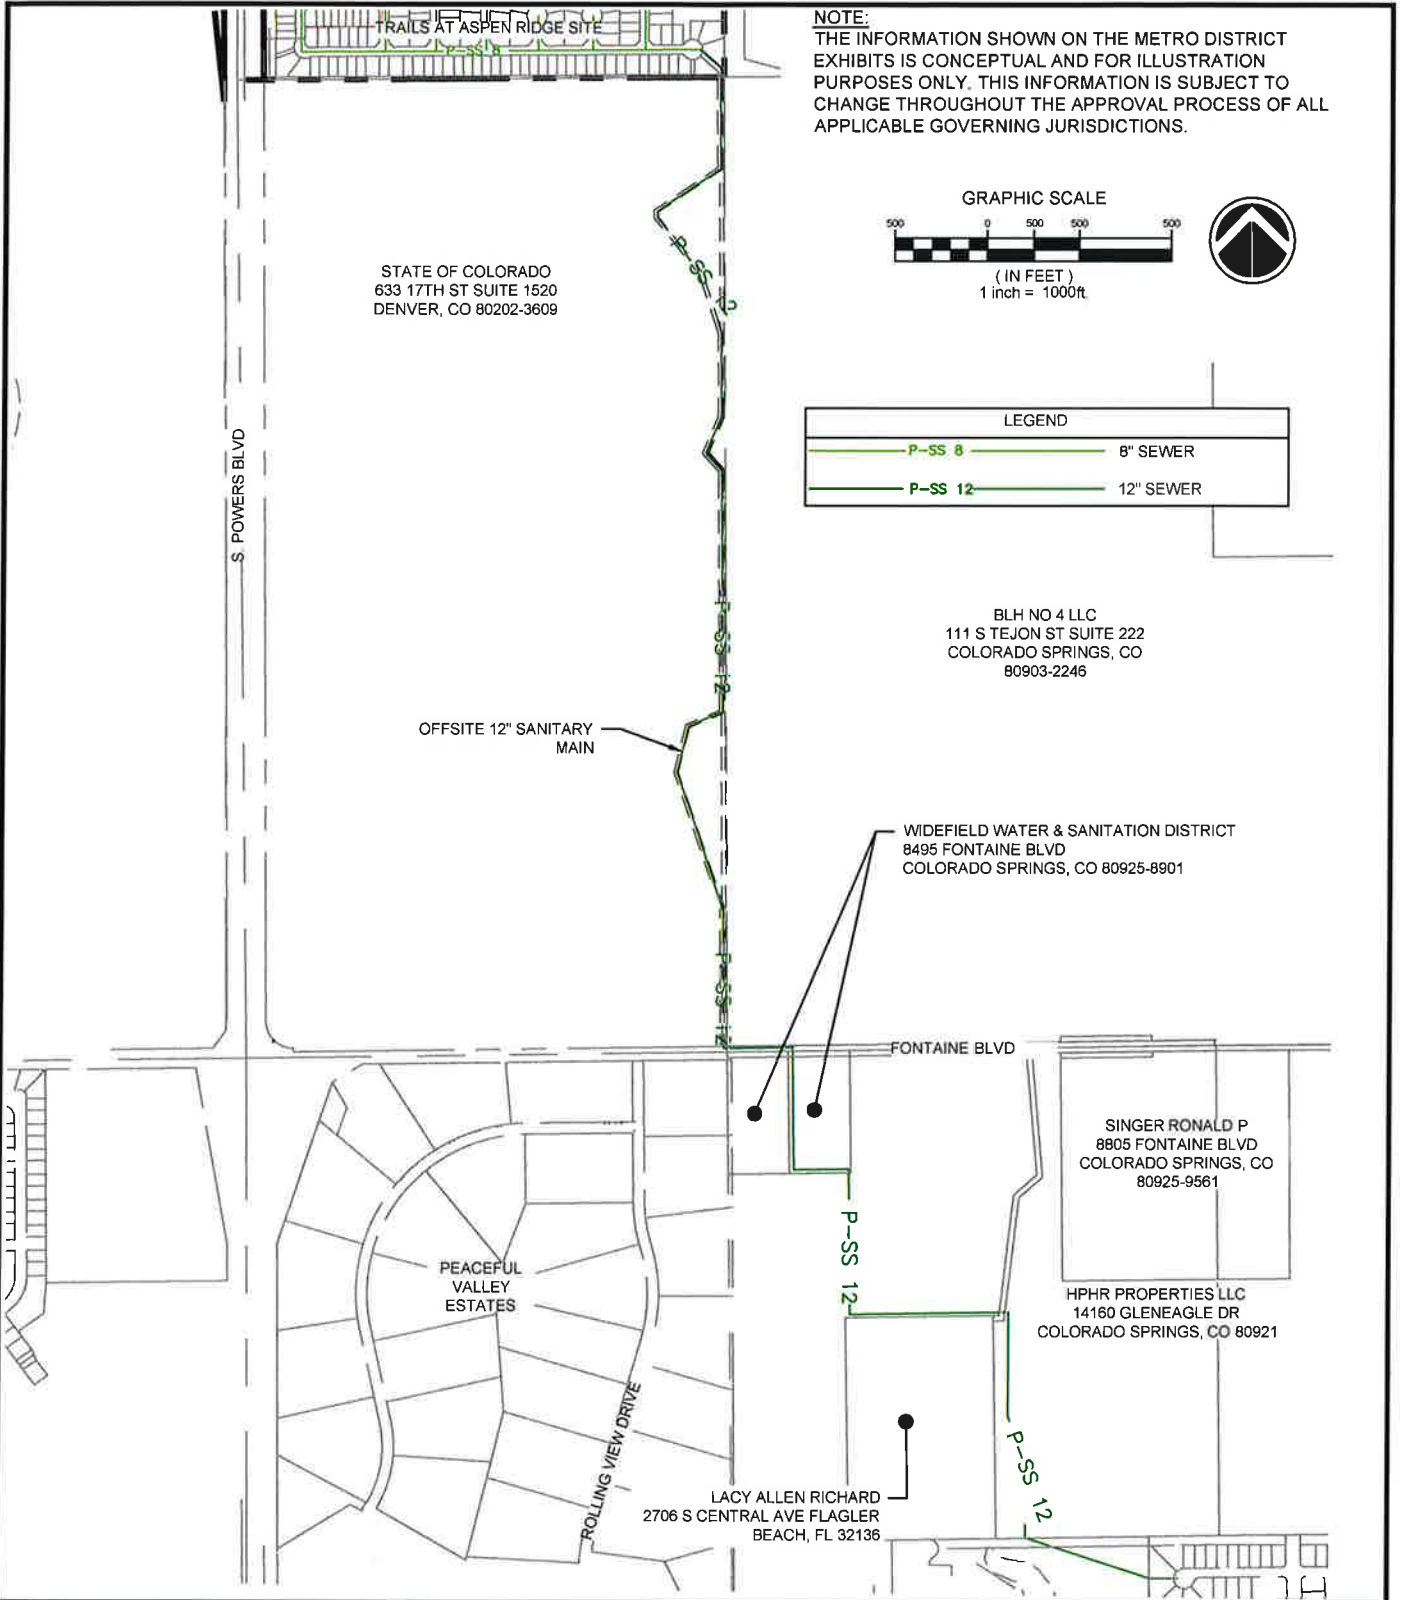 TRAILS AT ASPEN RIDGE SITE
P-SS 8
NOTE:
THE INFORMATION SHOWN ON THE METRO DISTRICT
EXHIBITS IS CONCEPTUAL AND FOR ILLUSTRATION
PURPOSES ONLY. THIS INFORMATION IS SUBJECT TO
CHANGE THROUGHOUT THE APPROVAL PROCESS OF ALL
APPLICABLE GOVERNING JURISDICTIONS.
GRAPHIC SCALE
500 0 500 500 500
( IN FEET )
1 inch = 1000ft.
STATE OF COLORADO
633 17TH ST SUITE 1520
DENVER, CO 80202-3609
P-SS 12
LEGEND
P-SS 8 8" SEWER
P-SS 12 12" SEWER
S. POWERS BLVD
BLH NO 4 LLC
111 S TEJON ST SUITE 222
COLORADO SPRINGS, CO
80903-2246
P-SS 12
OFFSITE 12" SANITARY
MAIN
WIDEFIELD WATER & SANITATION DISTRICT
8495 FONTAINE BLVD
COLORADO SPRINGS, CO 80925-8901
P-SS 12
FONTAINE BLVD
SINGER RONALD P
8805 FONTAINE BLVD
COLORADO SPRINGS, CO
80925-9561
P-SS 12
PEACEFUL
VALLEY
ESTATES
HPHR PROPERTIES LLC
14160 GLENEAGLE DR
COLORADO SPRINGS, CO 80921
ROLLING VIEW DRIVE
P-SS 12
LACY ALLEN RICHARD
2706 S CENTRAL AVE FLAGLER
BEACH, FL 32136